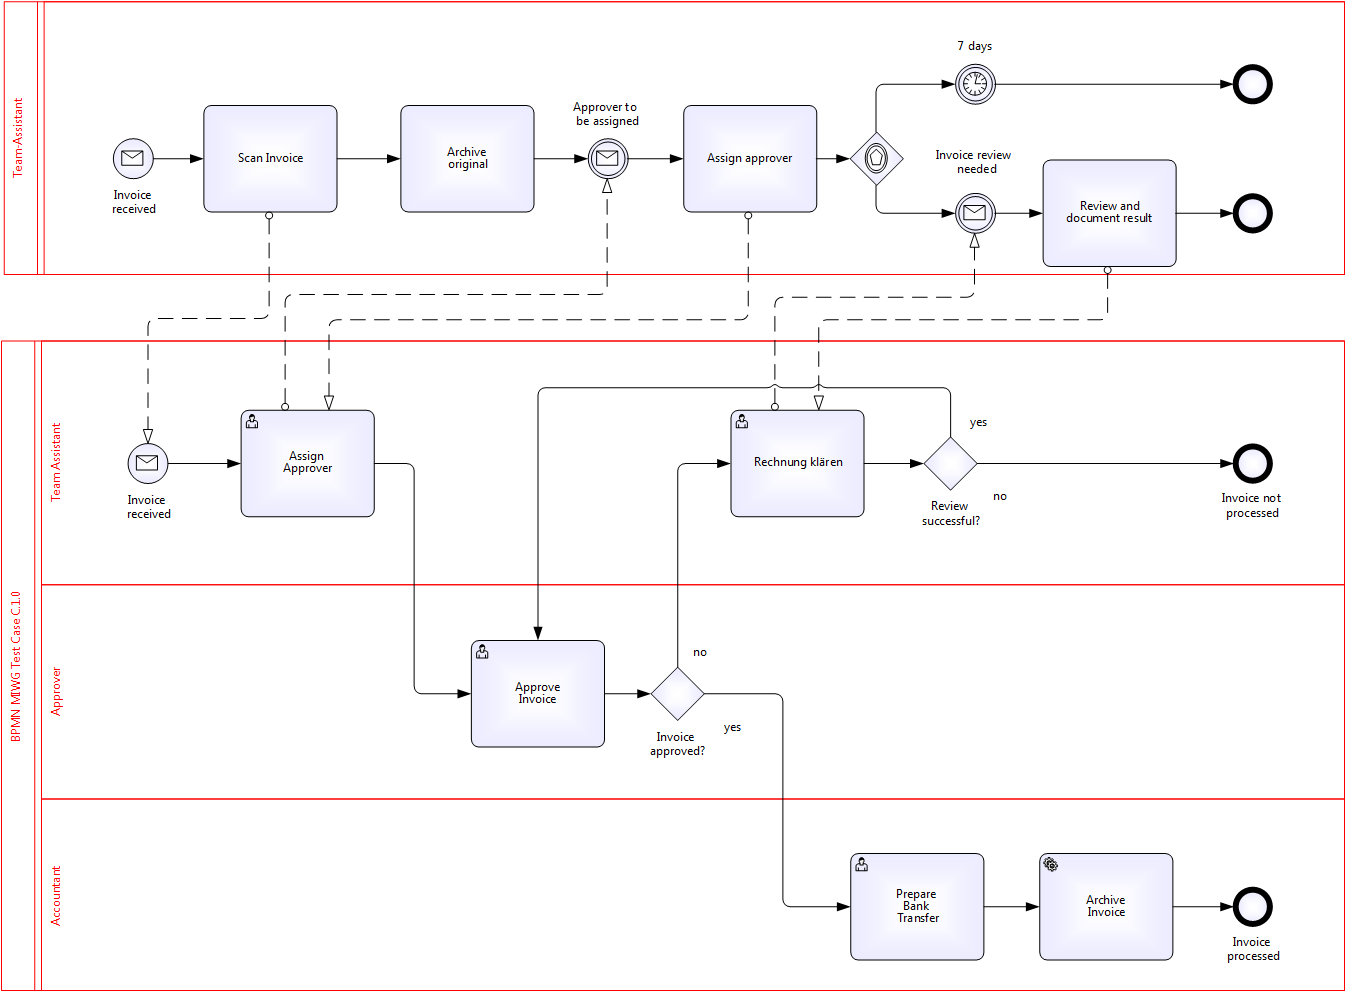 Team-Assistant
7 days
Approver to
be assigned
Scan Invoice
Archive
original
Assign approver
Invoice review
needed
Invoice
received
Review and
document result
BPMN MIWG Test Case C.1.0
Team Assistant
yes
Assign
Approver
Rechnung klären
Invoice
received
no
Review
successful?
Invoice not
processed
Approver
no
Approve
Invoice
yes
Invoice
approved?
Accountant
Prepare
Bank
Transfer
Archive
Invoice
Invoice
processed